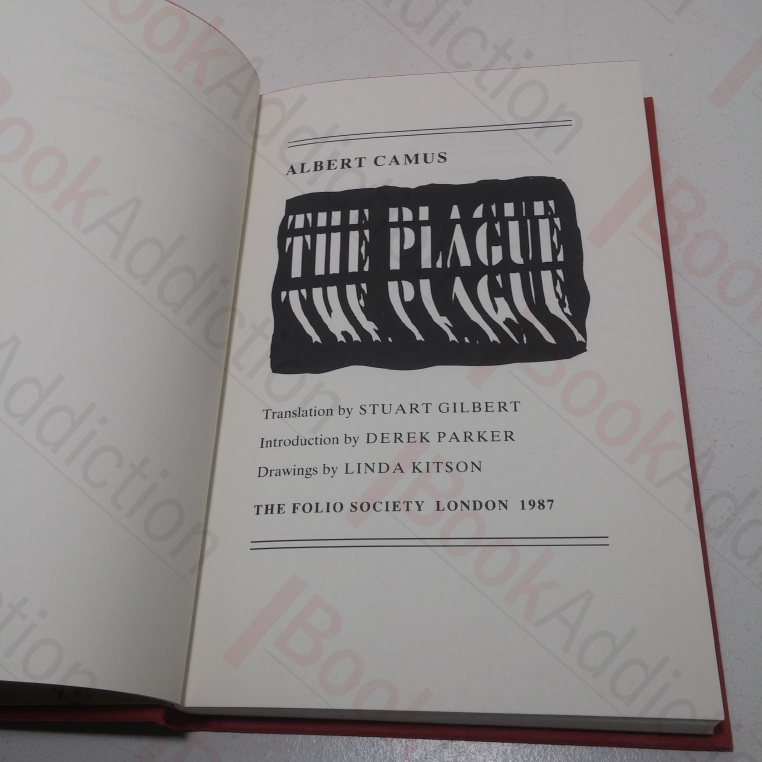 ALBERT CAMUS
THE PLAGUE
THE PLAGUE
Translation by STUART GILBERT
Introduction by DEREK PARKER
Drawings by LINDA KITSON
THE FOLIO SOCIETY LONDON 1987
BookAddiction